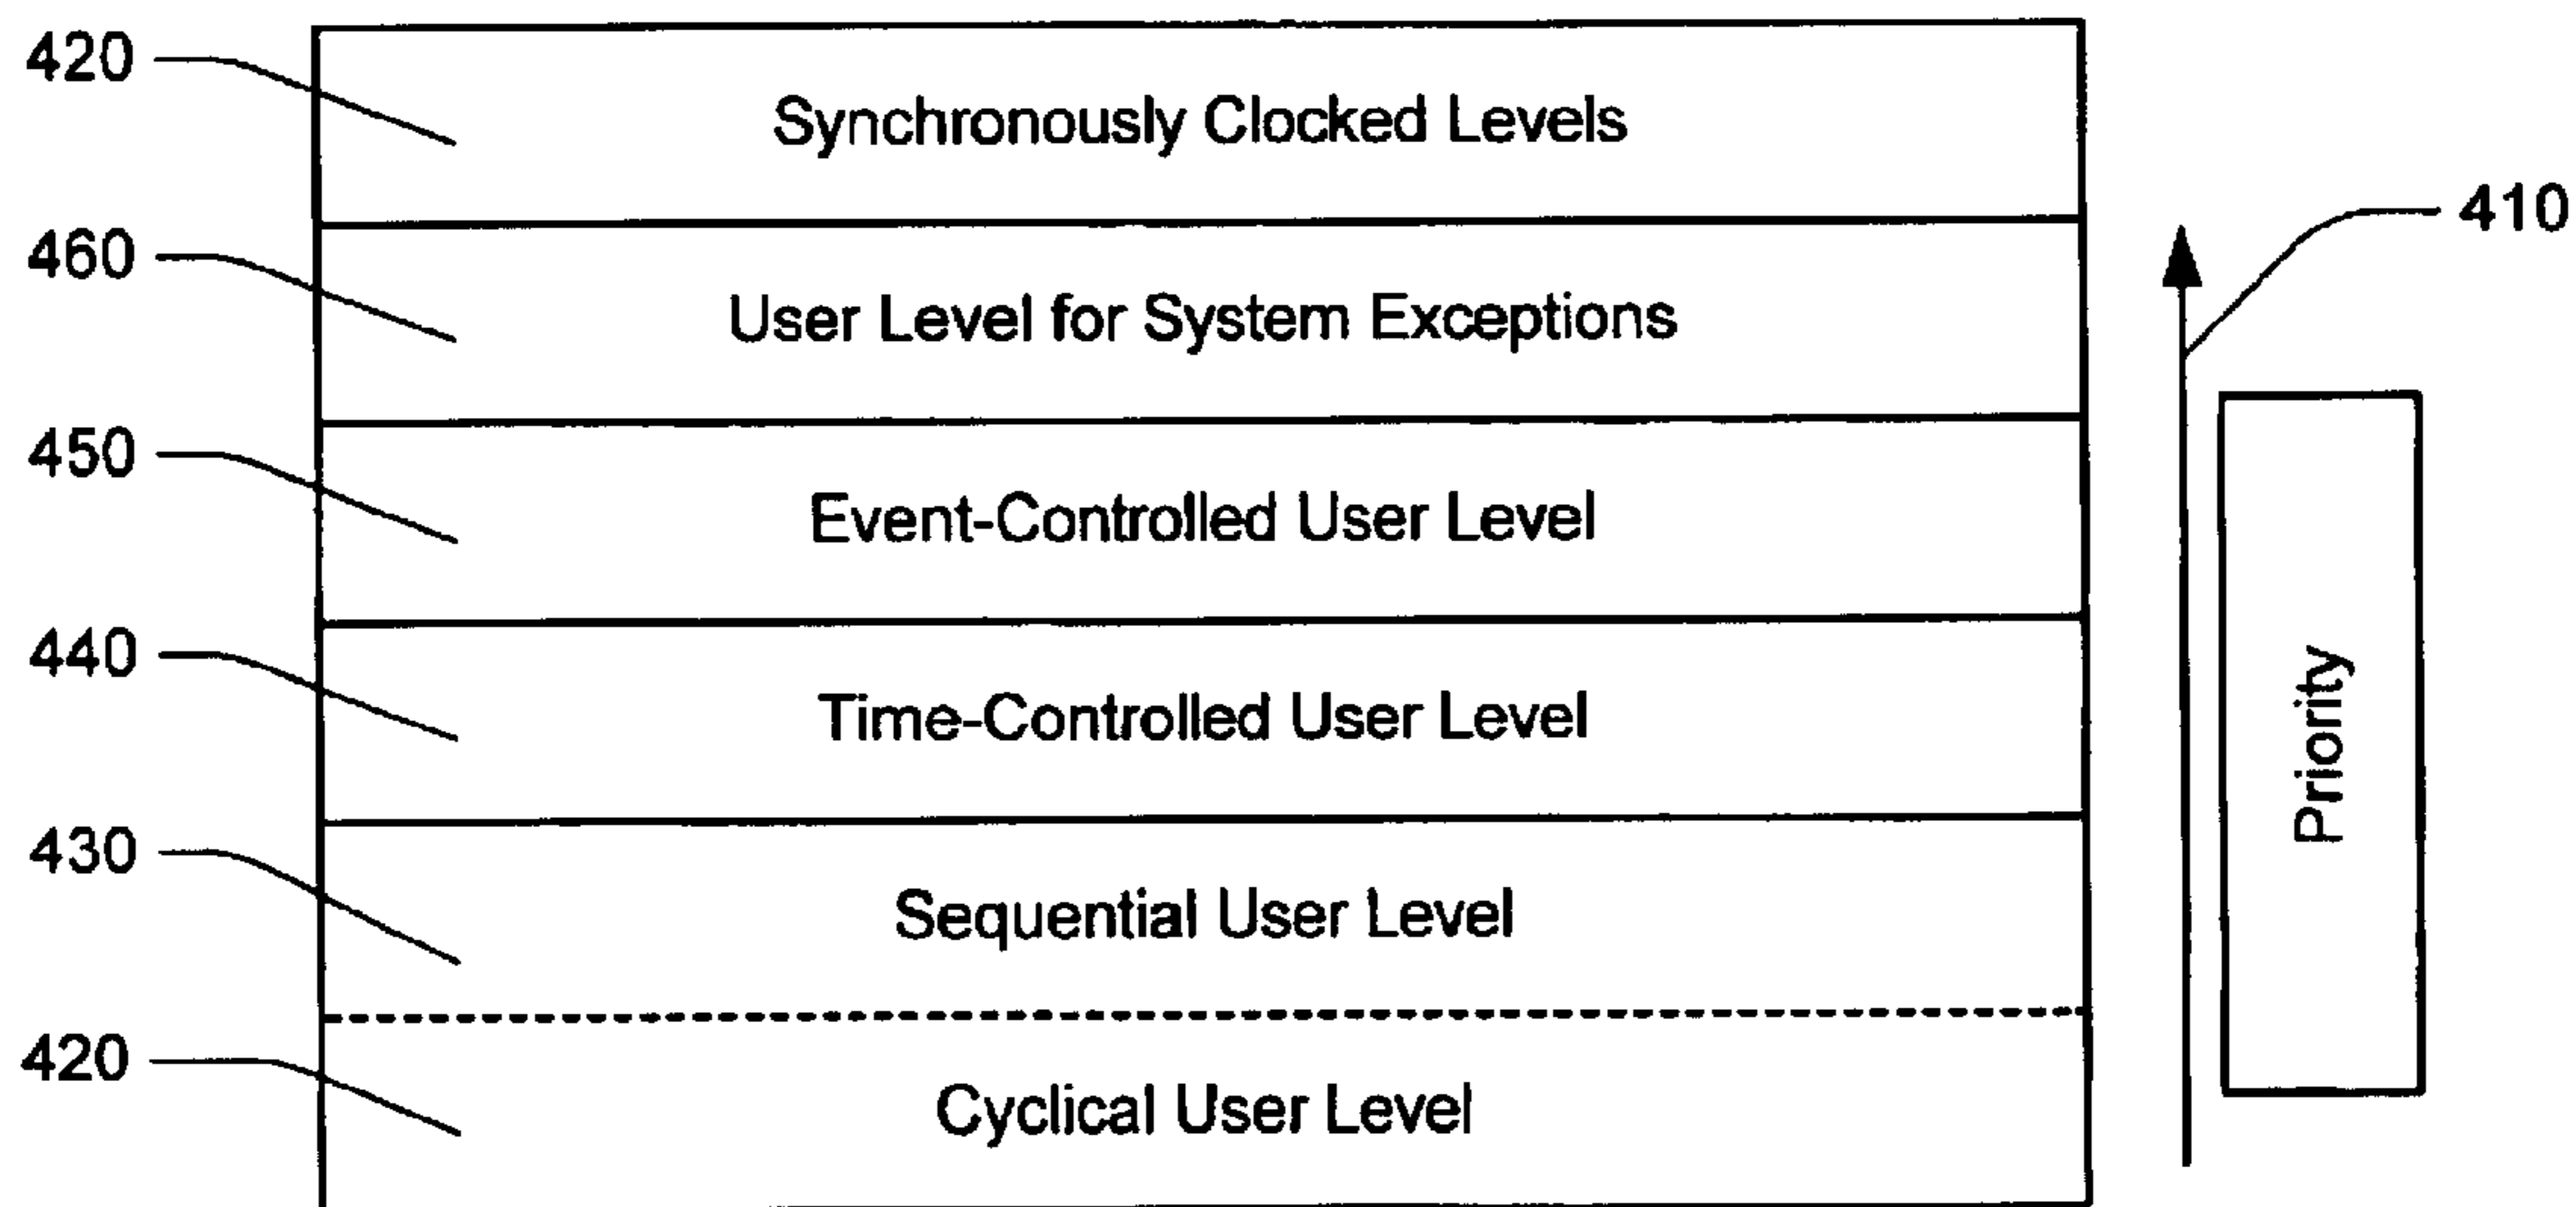 420
Synchronously Clocked Levels
410
460
User Level for System Exceptions
450
Event-Controlled User Level
440
Time-Controlled User Level
Priority
430
Sequential User Level
420
Cyclical User Level